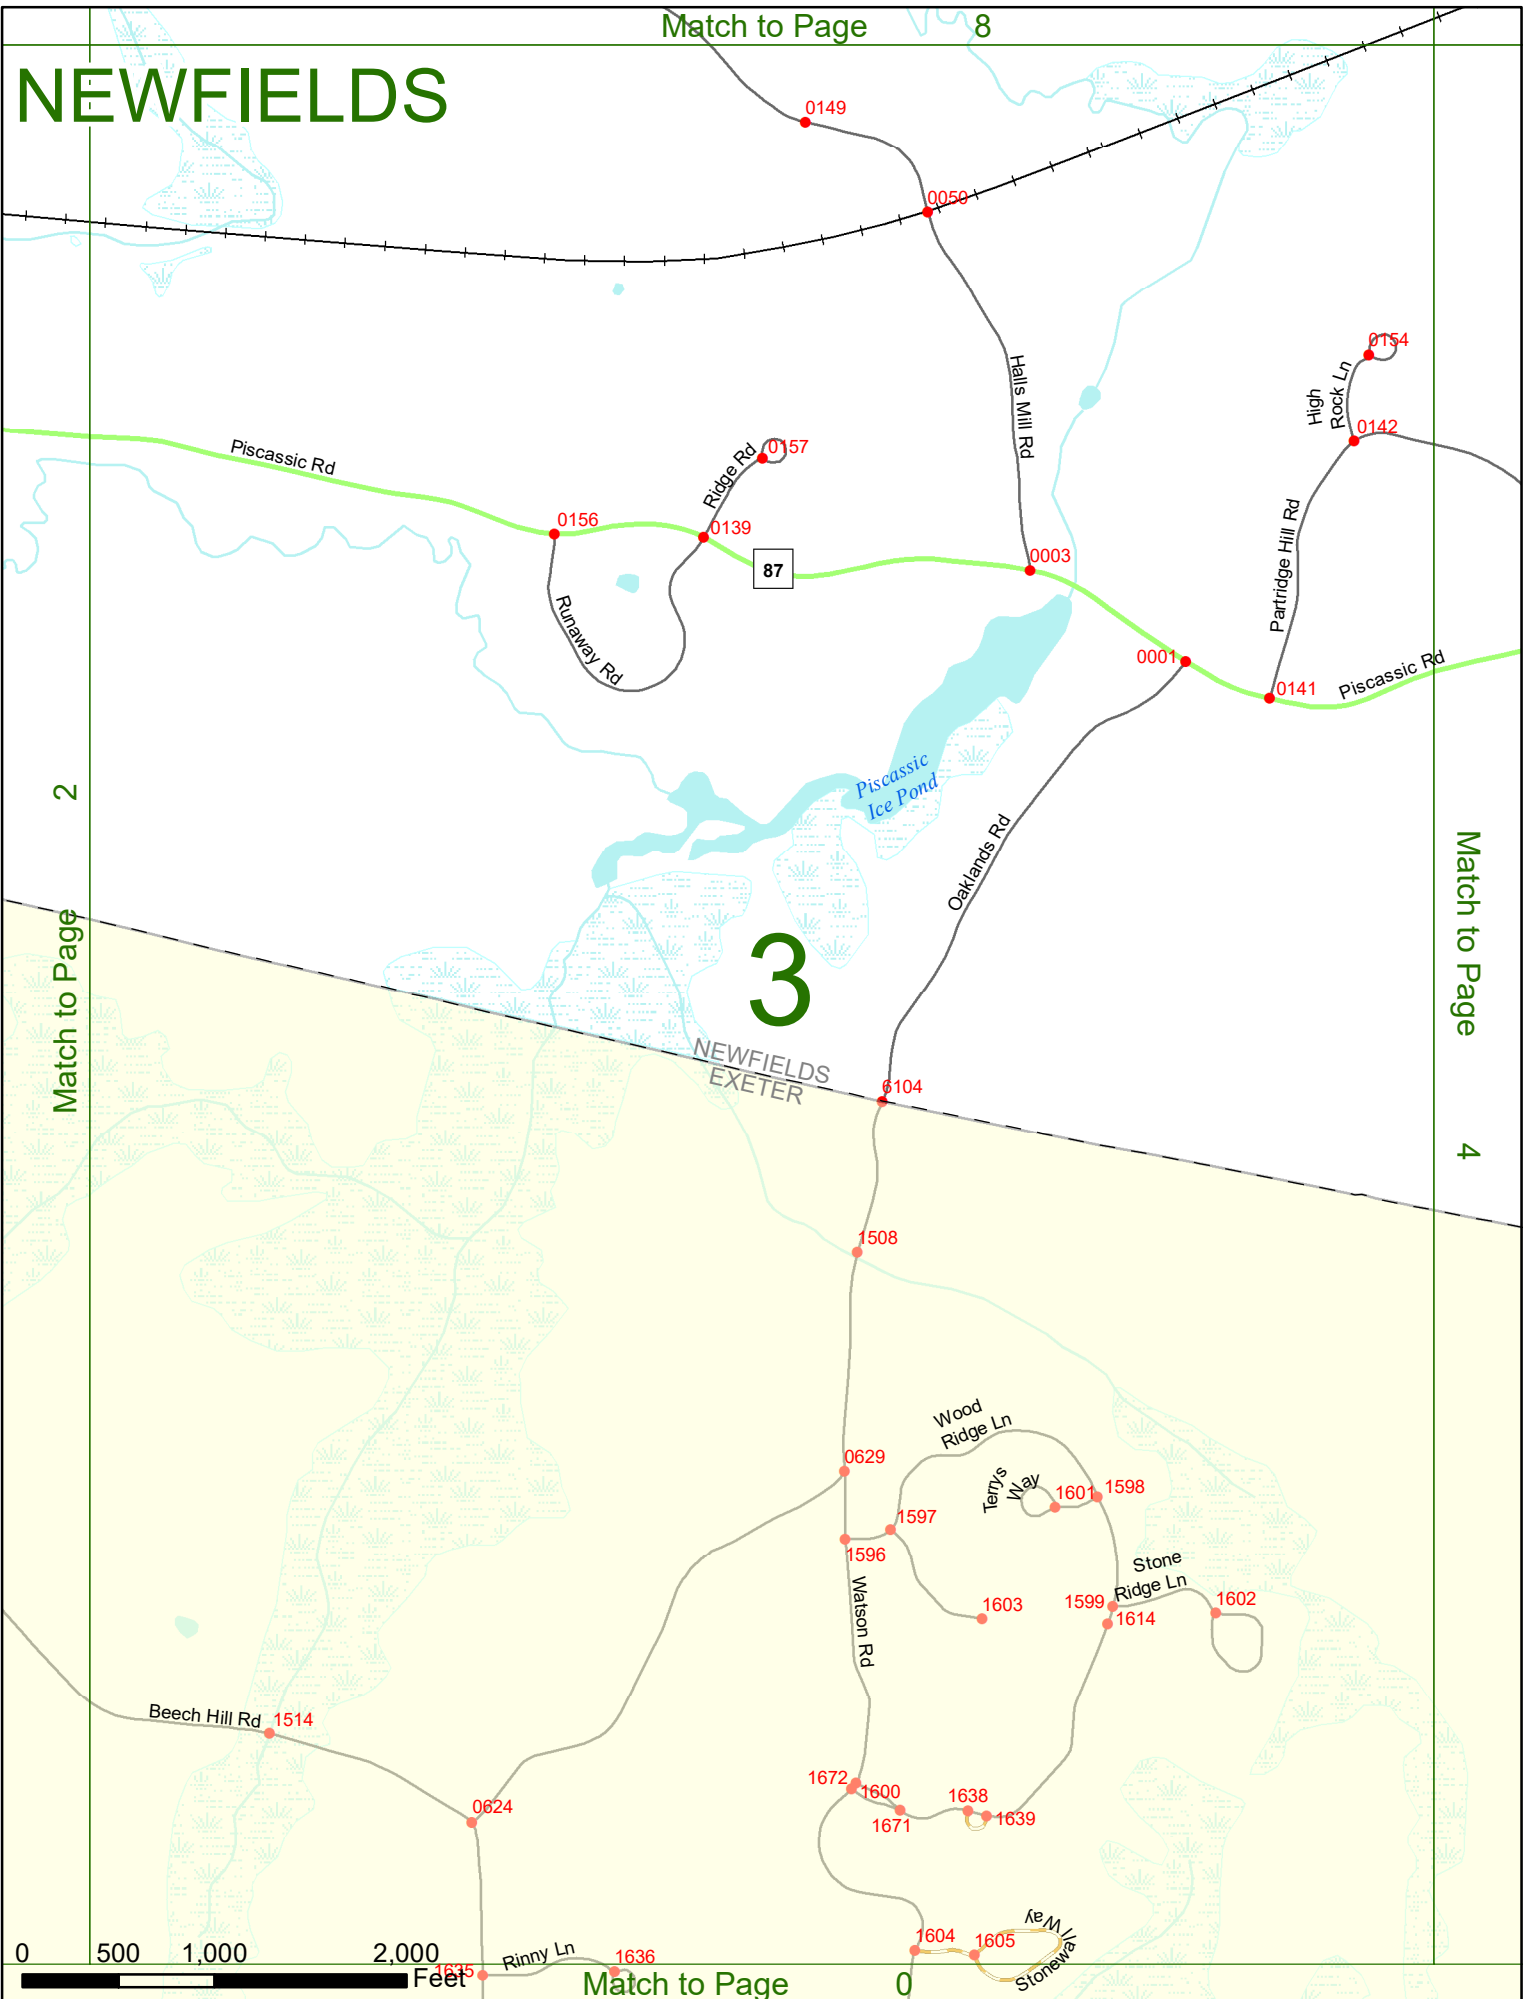 Match to Page 8
NEWFIELDS
0149
0050
0154
High
Rock Ln
Halls Mill Rd
0142
Piscassic Rd
Ridge Rd
0157
0156
0139
87
0003
Partridge Hill Rd
Runaway Rd
0001
Piscassic Rd
0141
Piscassic
Ice Pond
2
Match to Page
Oaklands Rd
Match to Page
4
3
NEWFIELDS
EXETER
6104
1508
Wood
Ridge Ln
0629
Terrys
Way
1601
1598
1597
1596
Stone
Ridge Ln
Watson Rd
1603
1599
1602
1614
Beech Hill Rd
1514
1672
1600
1638
0624
1671
1639
Stonewall Way
1604
1605
0 500 1,000 2,000
Feet
1635
Rinny Ln
1636
Match to Page 0